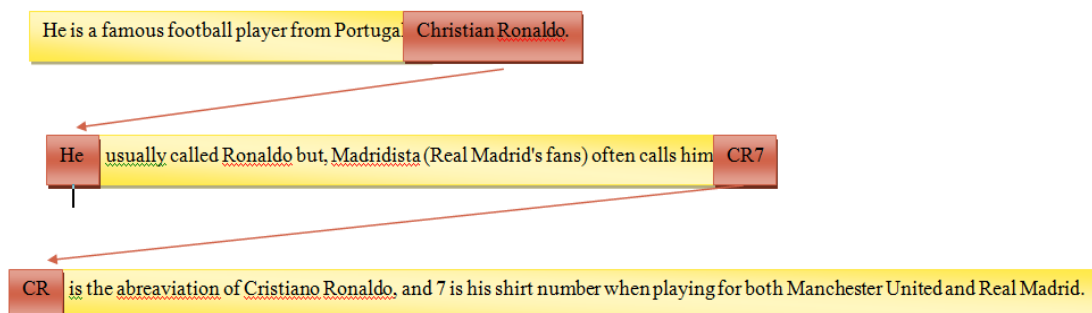 He is a famous football player from Portugal Christian Ronaldo.
He usually called Ronaldo but, Madridista (Real Madrid's fans) often calls him CR7
CR is the abreaviation of Cristiano Ronaldo, and 7 is his shirt number when playing for both Manchester United and Real Madrid.